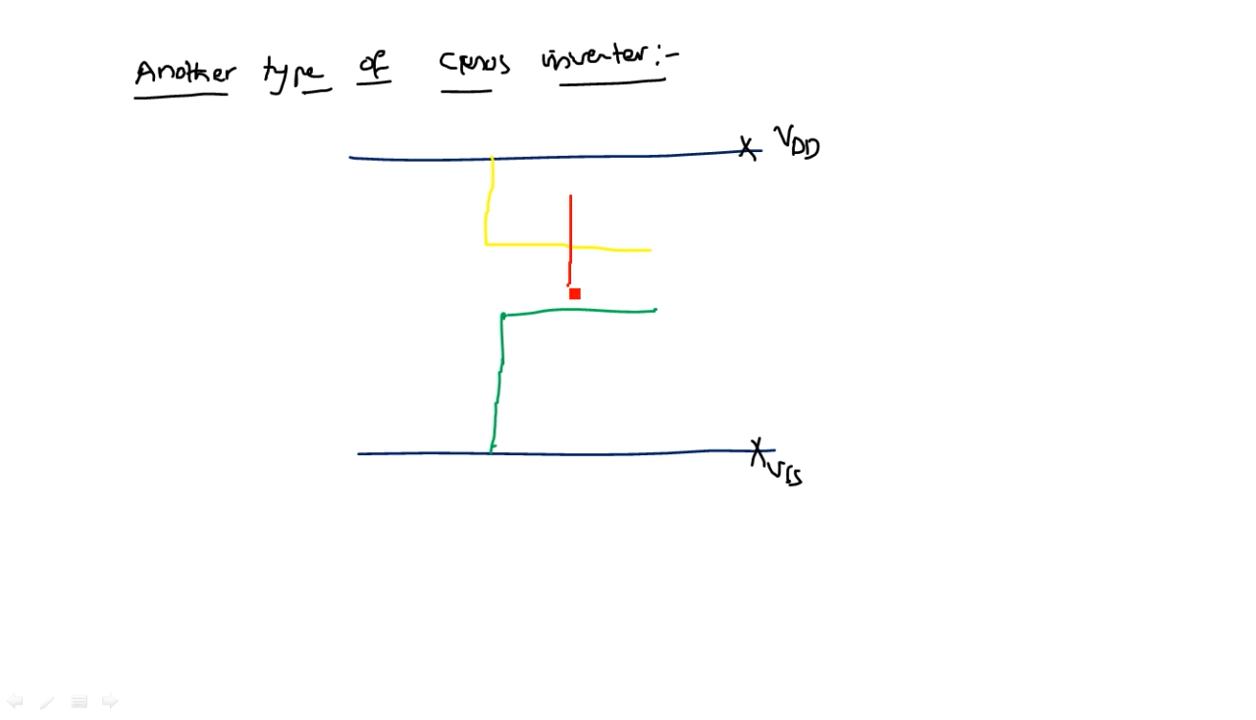 Another type of CMOS inverter:-
X VDD
X VSS